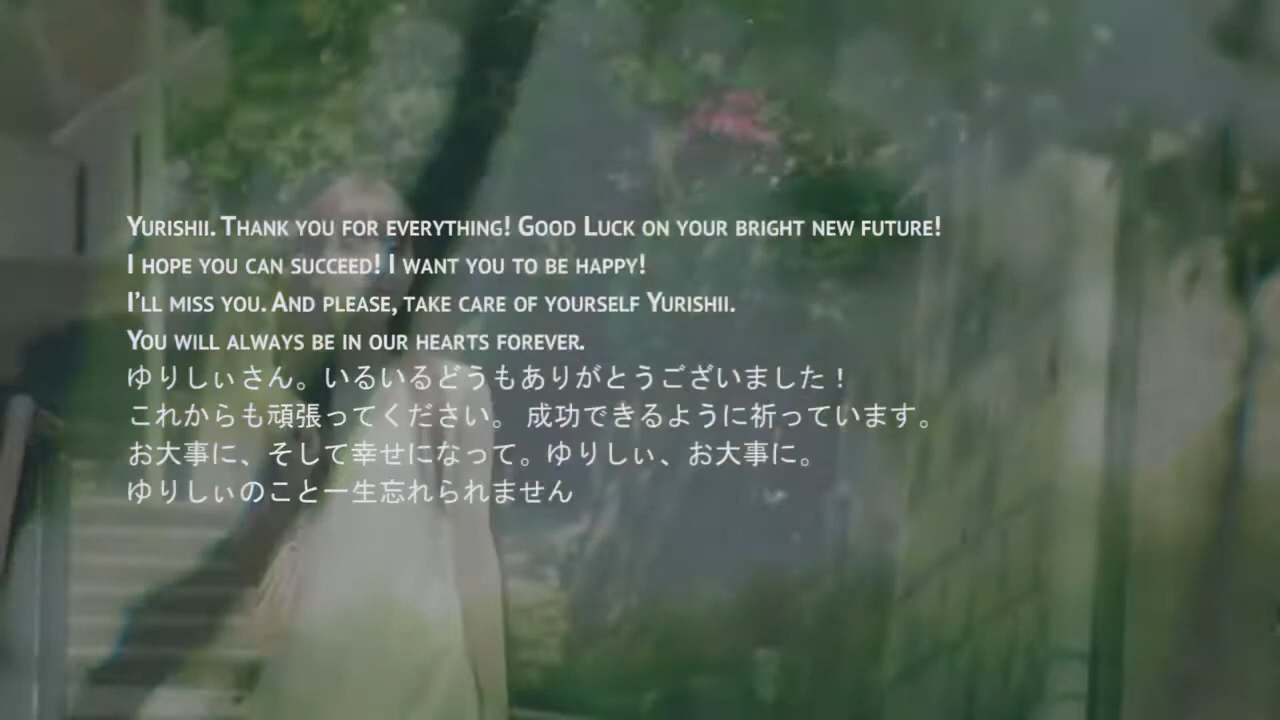 Yurishii. Thank you for everything! Good Luck on your bright new future!
I hope you can succeed! I want you to be happy!
I'll miss you. And please, take care of yourself Yurishii.
You will always be in our hearts forever.
ゆりしぃさん。いるいるどうもありがとうございました！
これからも頑張ってください。 成功できるように祈っています。
お大事に、そして幸せになって。ゆりしぃ、お大事に。
ゆりしぃのこと一生忘れられません